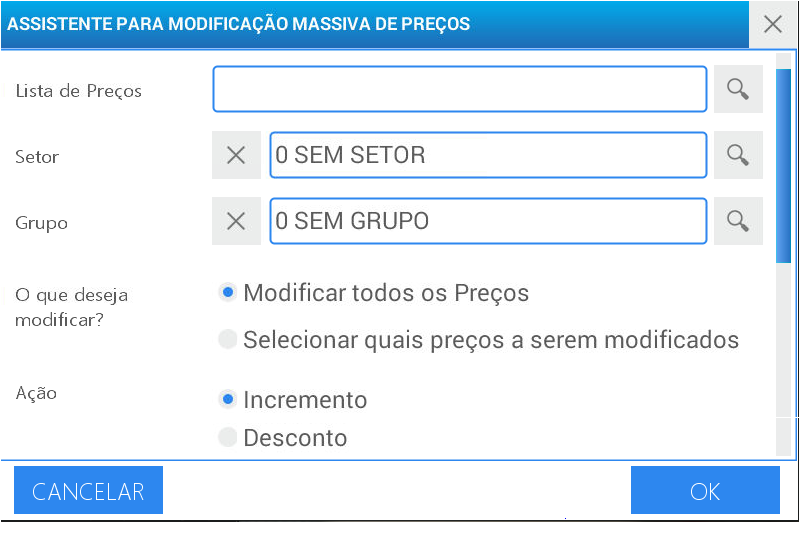 ASSISTENTE PARA MODIFICAÇÃO MASSIVA DE PREÇOS
Lista de Preços
Setor
0 SEM SETOR
Grupo
0 SEM GRUPO
O que deseja
modificar?
Modificar todos os Preços
Selecionar quais preços a serem modificados
Ação
Incremento
Desconto
CANCELAR
OK